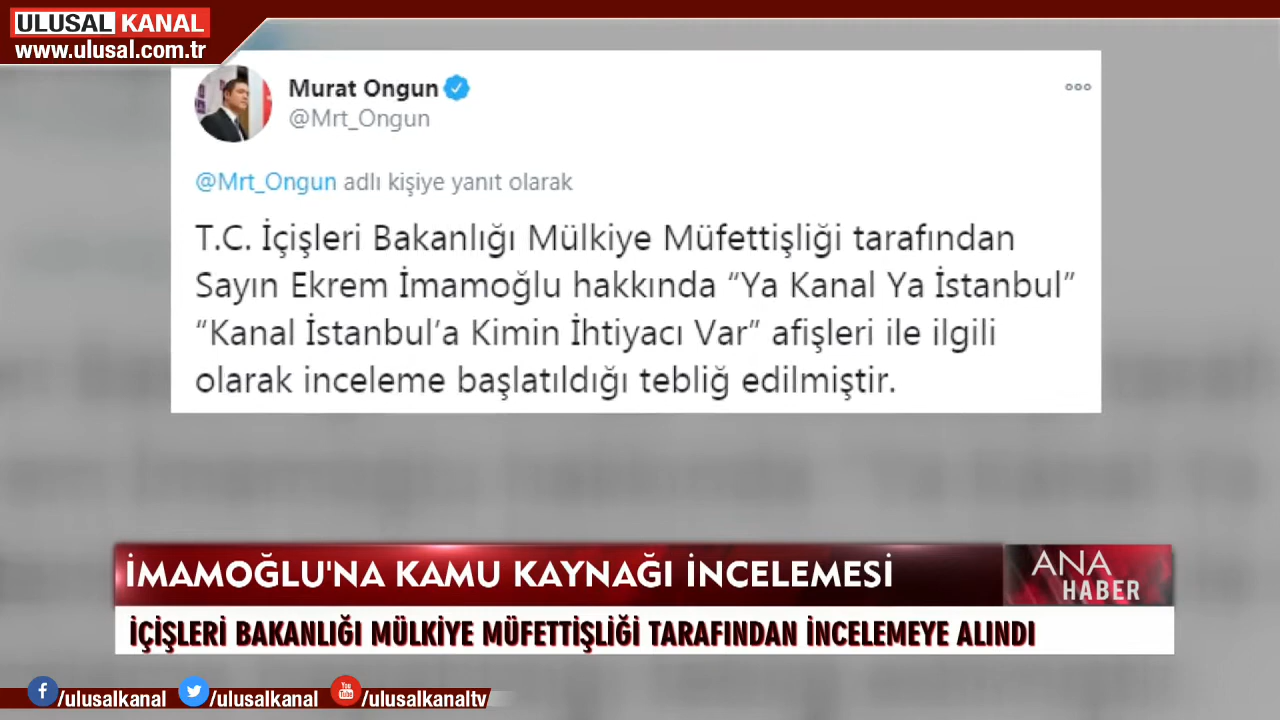 ULUSAL KANAL
www.ulusal.com.tr
Murat Ongun
@Mrt_Ongun
@Mrt_Ongun adlı kişiye yanıt olarak
T.C. İçişleri Bakanlığı Mülkiye Müfettişliği tarafından
Sayın Ekrem İmamoğlu hakkında “Ya Kanal Ya İstanbul”
“Kanal İstanbul’a Kimin İhtiyacı Var” afişleri ile ilgili
olarak inceleme başlatıldığı tebliğ edilmiştir.
İMAMOĞLU'NA KAMU KAYNAĞI İNCELEMESİ
ANA
HABER
İÇİŞLERİ BAKANLIĞI MÜLKİYE MÜFETTİŞLİĞİ TARAFINDAN İNCELEMEYE ALINDI
/ulusalkanal /ulusalkanal You Tube /ulusalkanaltv